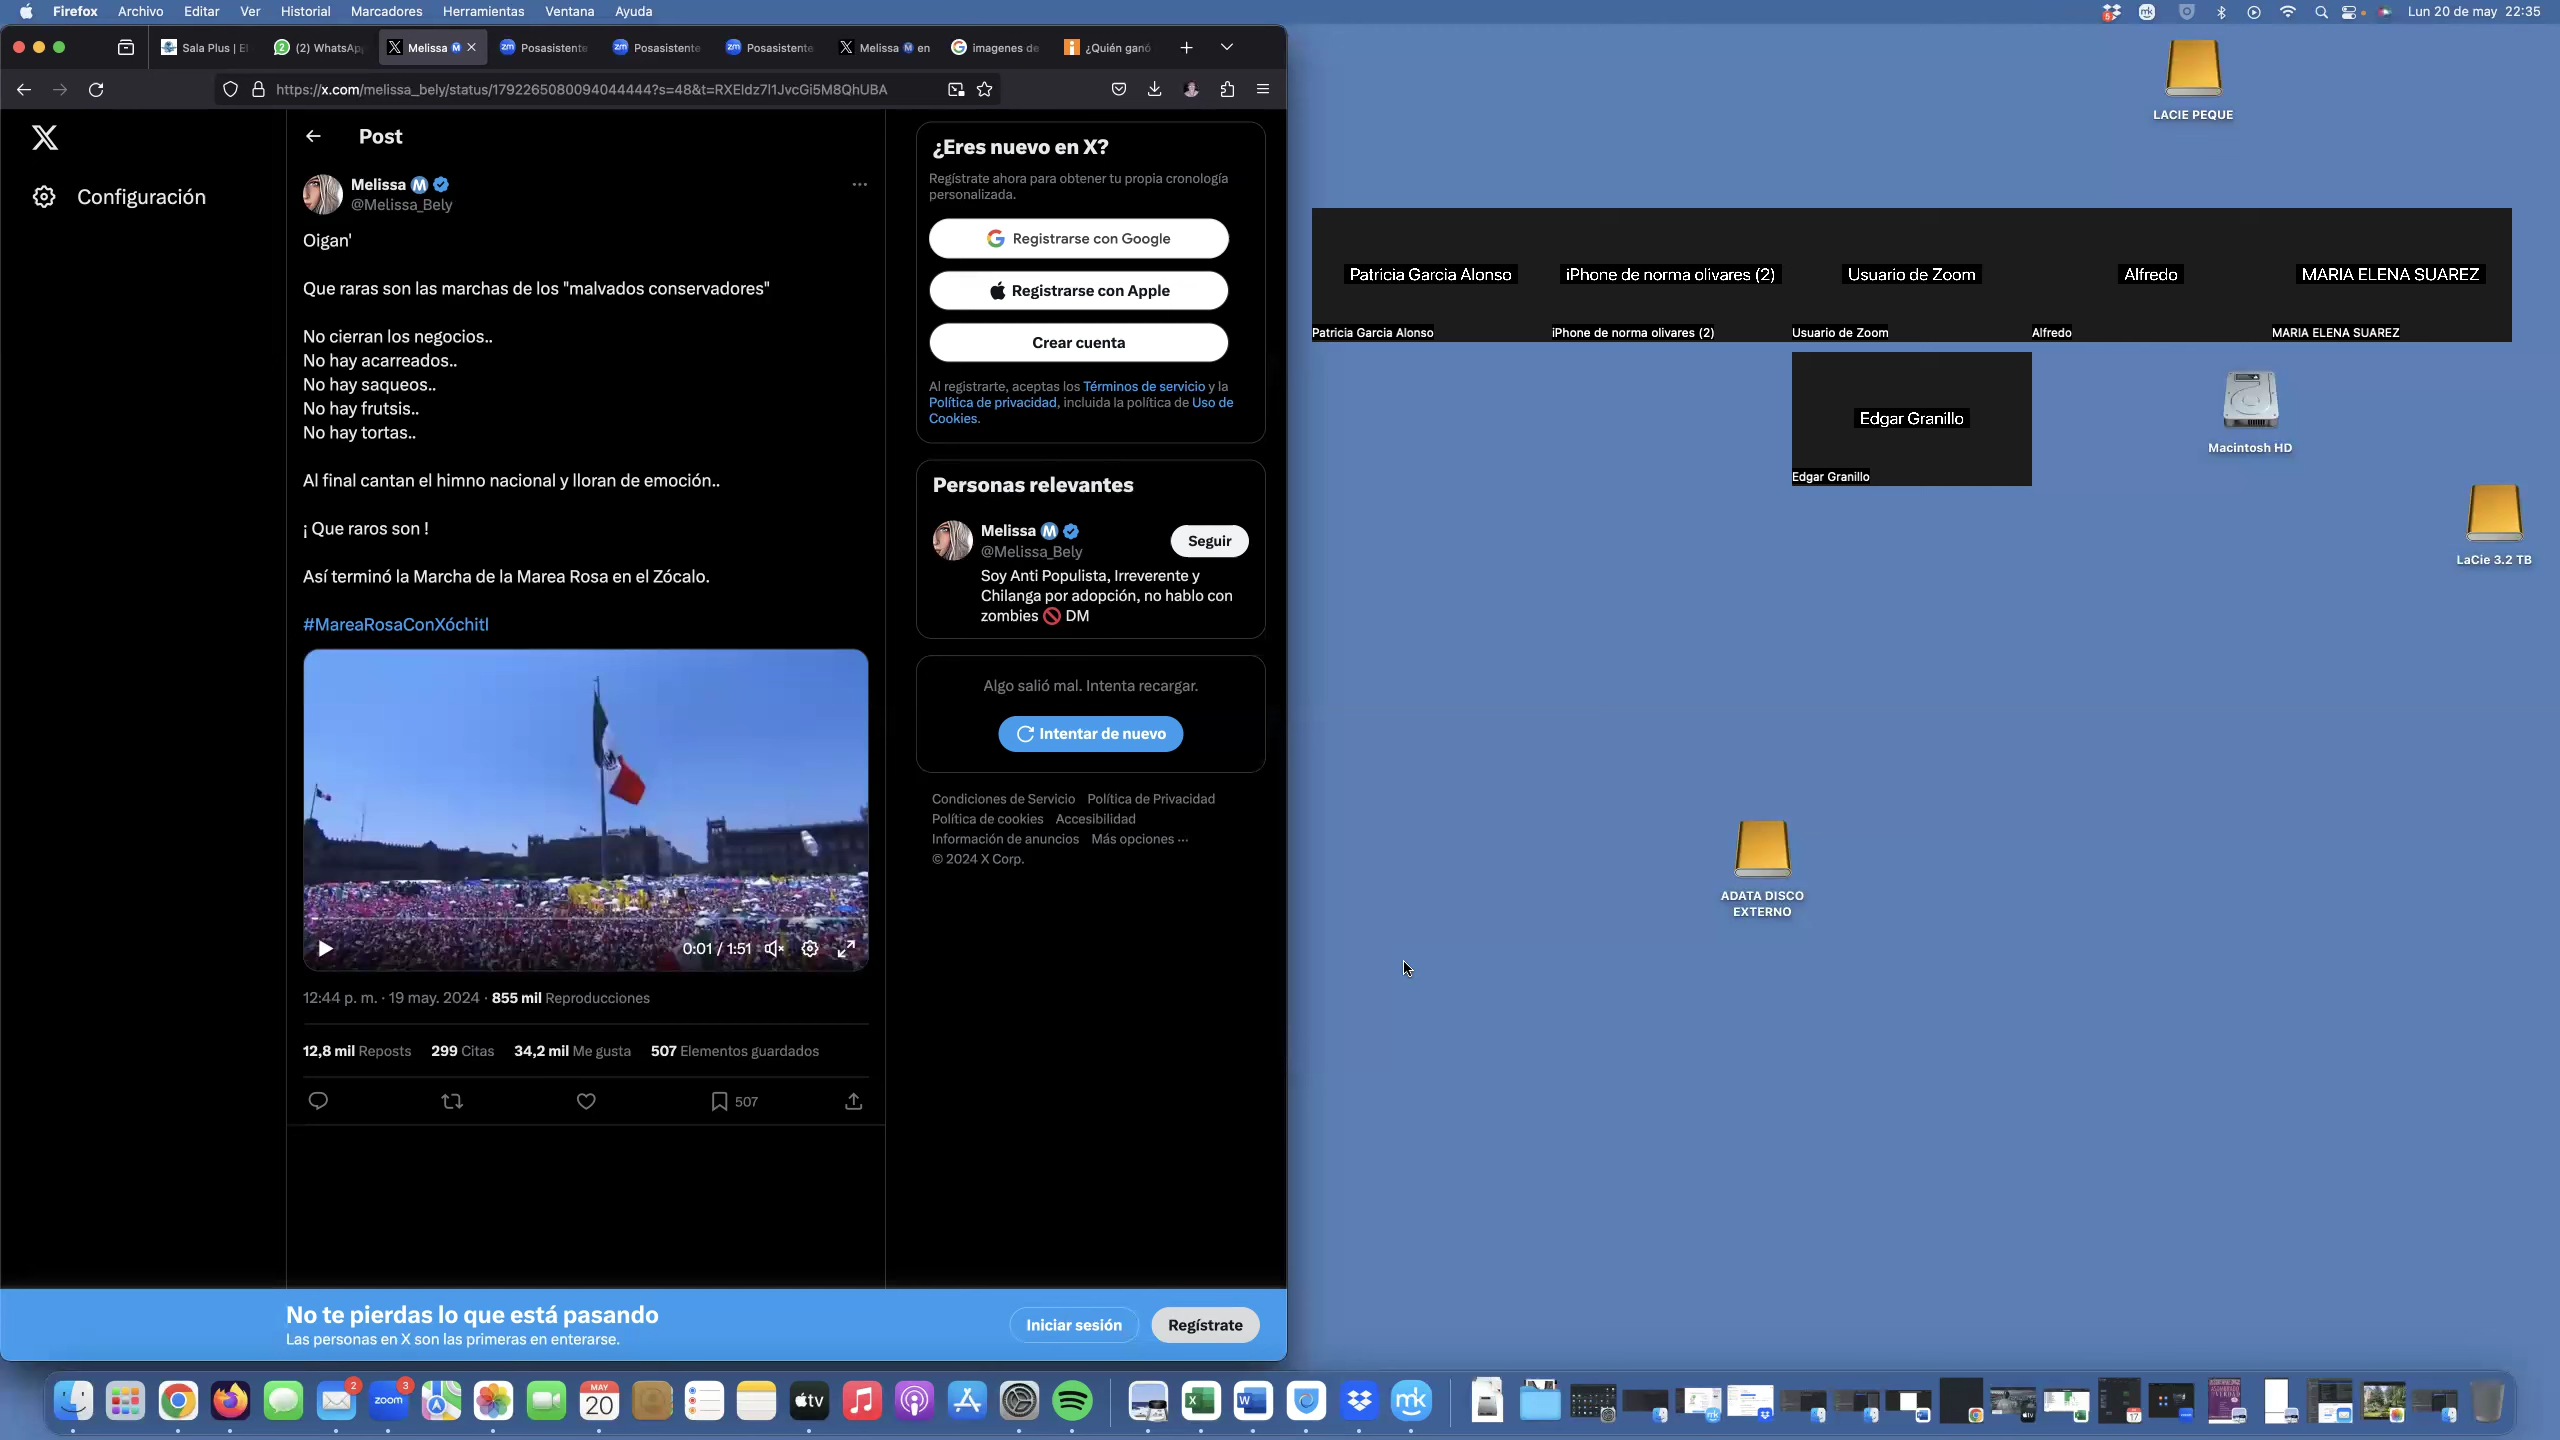 Firefox Archivo Editar Ver Historial Marcadores Herramientas Ventana Ayuda
Lun 20 de may 22:35
Sala Plus | El
(2) WhatsAp
Melissa
Posasistente
Posasistente
Posasistente
Melissa Ⓜ en
imagenes de
¿Quién ganó
https://x.com/melissa_bely/status/1792265080094044444?s=48&t=RXEldz7I1JvcGi5M8QhUBA
Configuración
Post
Melissa Ⓜ
@Melissa_Bely
Oigan'
Que raras son las marchas de los "malvados conservadores"
No cierran los negocios..
No hay acarreados..
No hay saqueos..
No hay frutsis..
No hay tortas..
Al final cantan el himno nacional y lloran de emoción..
¡ Que raros son !
Así terminó la Marcha de la Marea Rosa en el Zócalo.
#MareaRosaConXóchitl
0:01 / 1:51
12:44 p. m. · 19 may. 2024 · 855 mil Reproducciones
12,8 mil Reposts 299 Citas 34,2 mil Me gusta 507 Elementos guardados
507
¿Eres nuevo en X?
Regístrate ahora para obtener tu propia cronología
personalizada.
Registrarse con Google
Registrarse con Apple
Crear cuenta
Al registrarte, aceptas los Términos de servicio y la
Política de privacidad, incluida la política de Uso de
Cookies.
Personas relevantes
Melissa Ⓜ
@Melissa_Bely
Seguir
Soy Anti Populista, Irreverente y
Chilanga por adopción, no hablo con
zombies 🚫 DM
Algo salió mal. Intenta recargar.
Intentar de nuevo
Condiciones de Servicio Política de Privacidad
Política de cookies Accesibilidad
Información de anuncios Más opciones ···
© 2024 X Corp.
No te pierdas lo que está pasando
Las personas en X son las primeras en enterarse.
Iniciar sesión
Regístrate
LACIE PEQUE
Patricia Garcia Alonso
iPhone de norma olivares (2)
Usuario de Zoom
Alfredo
MARIA ELENA SUAREZ
Patricia Garcia Alonso
iPhone de norma olivares (2)
Usuario de Zoom
Alfredo
MARIA ELENA SUAREZ
Edgar Granillo
Edgar Granillo
Macintosh HD
LaCie 3.2 TB
ADATA DISCO
EXTERNO
2
zoom
3
MAY
20
tv
mk